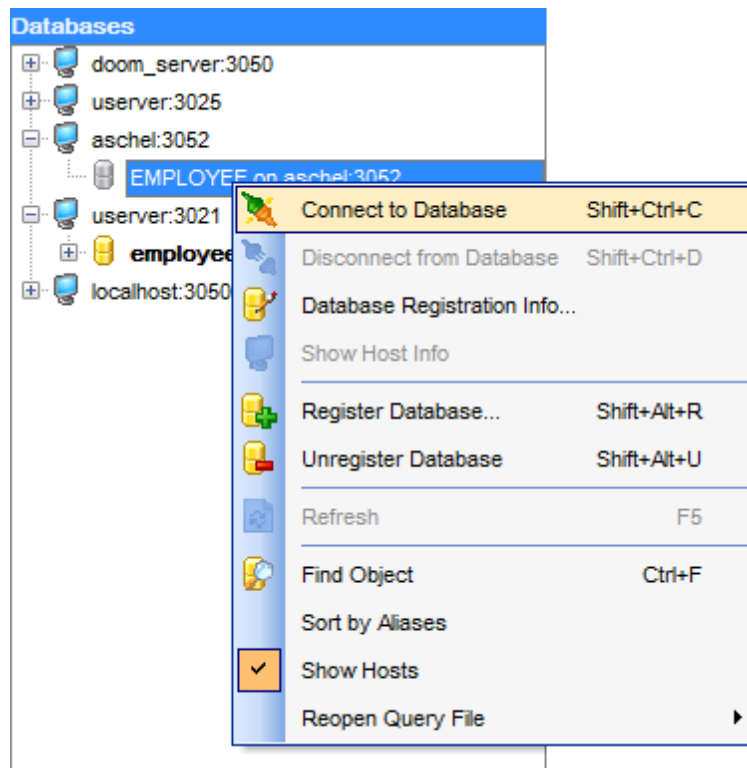 Databases
doom_server:3050
userver:3025
aschel:3052
EMPLOYEE on aschel:3052
userver:3021
employee
localhost:3050
Connect to Database Shift+Ctrl+C
Disconnect from Database Shift+Ctrl+D
Database Registration Info...
Show Host Info
Register Database... Shift+Alt+R
Unregister Database Shift+Alt+U
Refresh F5
Find Object Ctrl+F
Sort by Aliases
Show Hosts
Reopen Query File